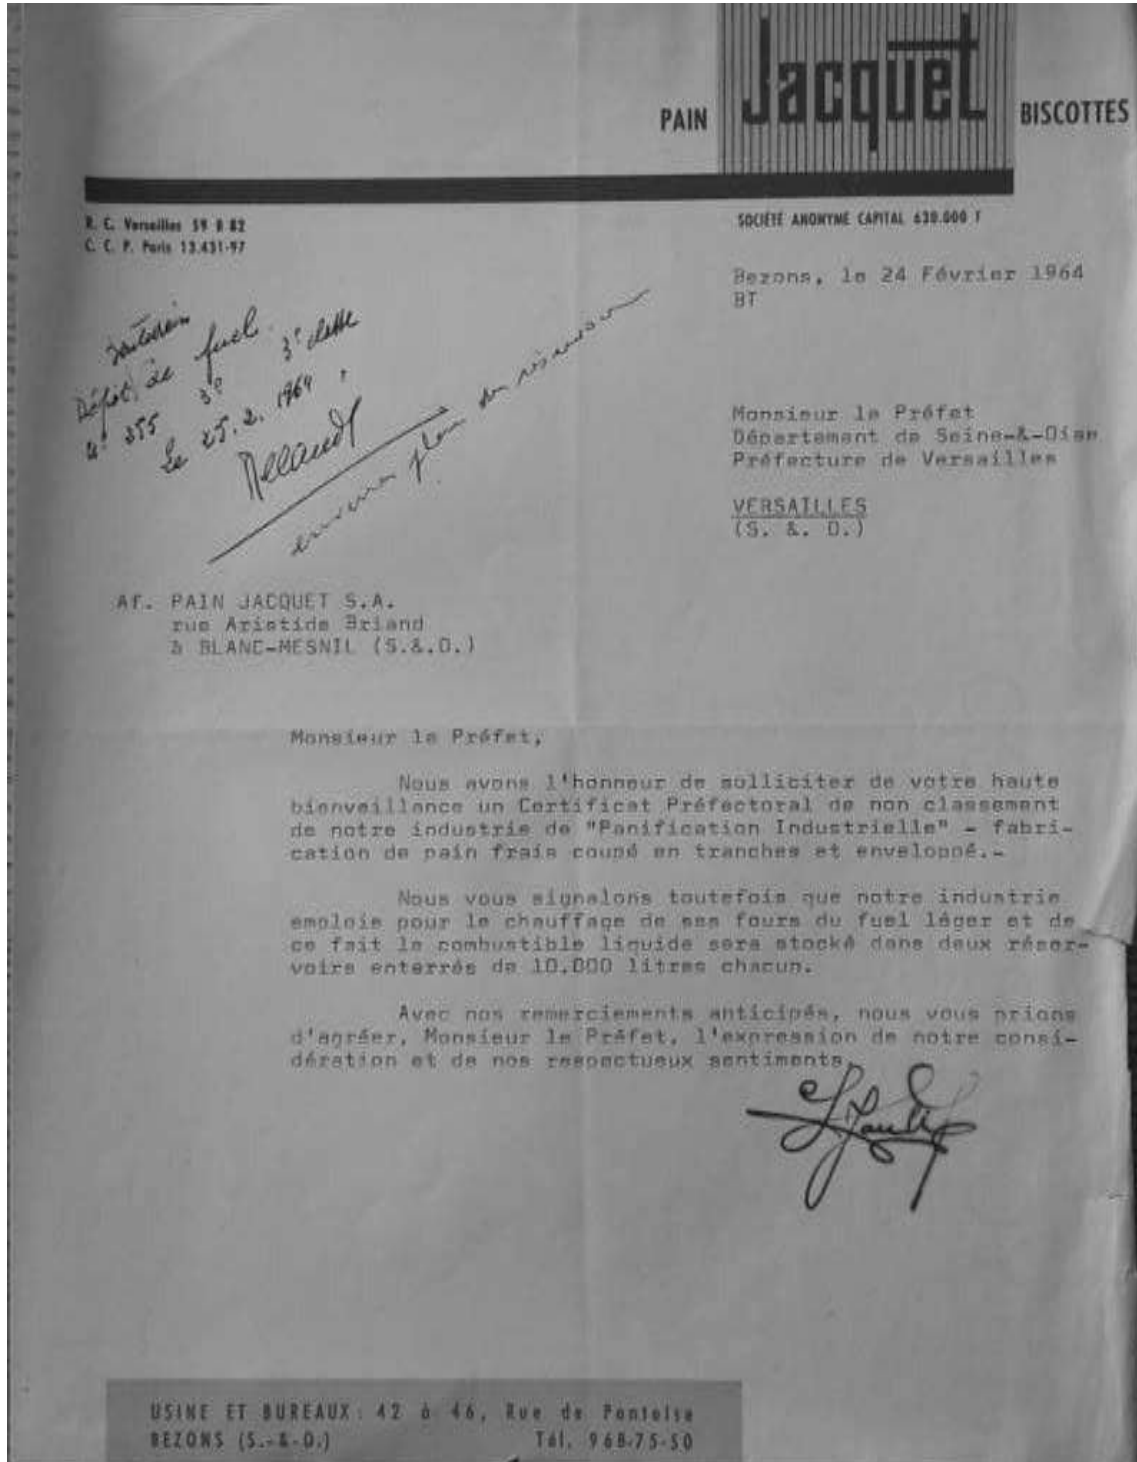 PAIN Jacquet BISCOTTES
R. C. Versailles 59 B 82
C. C. P. Paris 13.431-97
SOCIÉTÉ ANONYME CAPITAL 630.000 F
Bezons, le 24 Février 1964
BT
souterrain
Dépôt de fuel
n° 355 3° 3e classe
Le 25.2.1964
Monsieur le Préfet
Département de Seine-&-Oise
Préfecture de Versailles
VERSAILLES
(S. &. O.)
Af. PAIN JACQUET S.A.
rue Aristide Briand
à BLANC-MESNIL (S.&.O.)
Monsieur le Préfet,
Nous avons l'honneur de solliciter de votre haute
bienveillance un Certificat Préfectoral de non classement
de notre industrie de "Panification Industrielle" - fabri-
cation de pain frais coupé en tranches et enveloppé.-
Nous vous signalons toutefois que notre industrie
emploie pour le chauffage de ses fours du fuel léger et de
ce fait le combustible liquide sera stocké dans deux réser-
voirs enterrés de 10.000 litres chacun.
Avec nos remerciements anticipés, nous vous prions
d'agréer, Monsieur le Préfet, l'expression de notre consi-
dération et de nos respectueux sentiments.
USINE ET BUREAUX : 42 à 46, Rue de Pontoise
BEZONS (S.-&-O.) Tél. 968-75-50